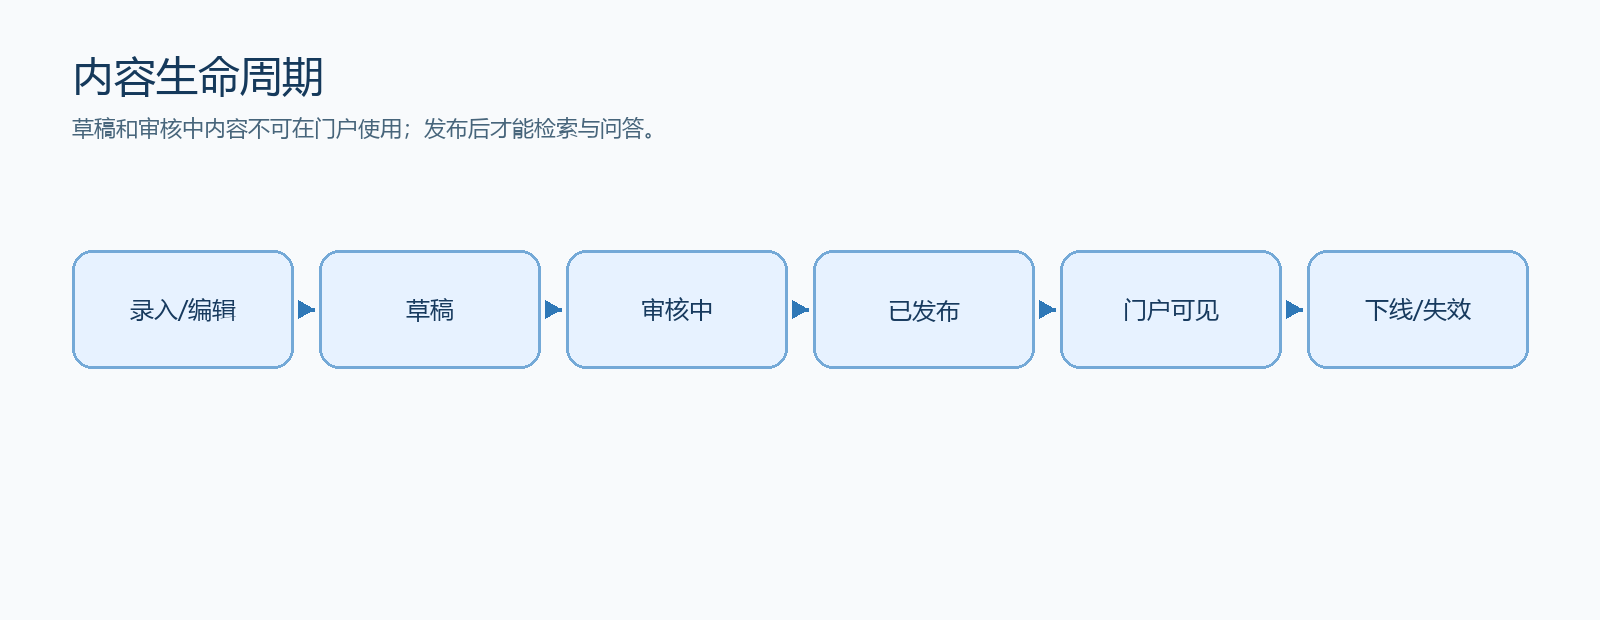 内容生命周期
草稿和审核中内容不可在门户使用；发布后才能检索与问答。
录入/编辑
草稿
审核中
已发布
门户可见
下线/失效